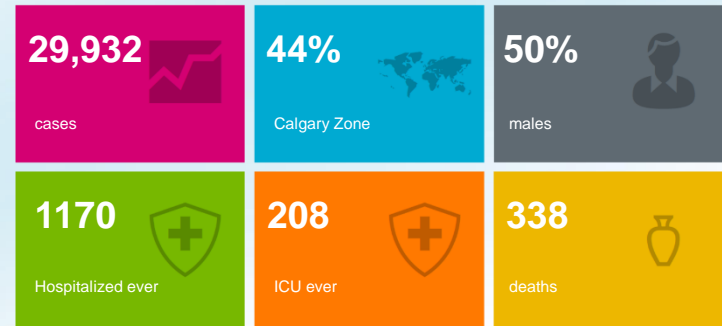 29,932
cases
44%
Calgary Zone
50%
males
1170
Hospitalized ever
208
ICU ever
338
deaths